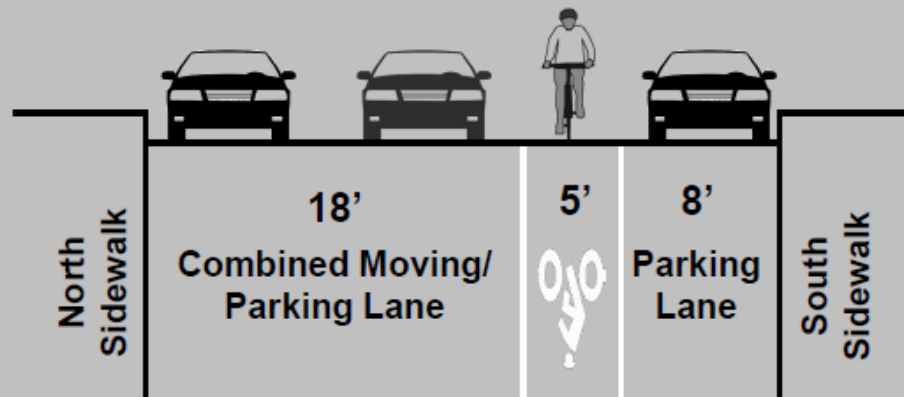 18’
Combined Moving/
Parking Lane
5’
8’
Parking
Lane
North
Sidewalk
South
Sidewalk